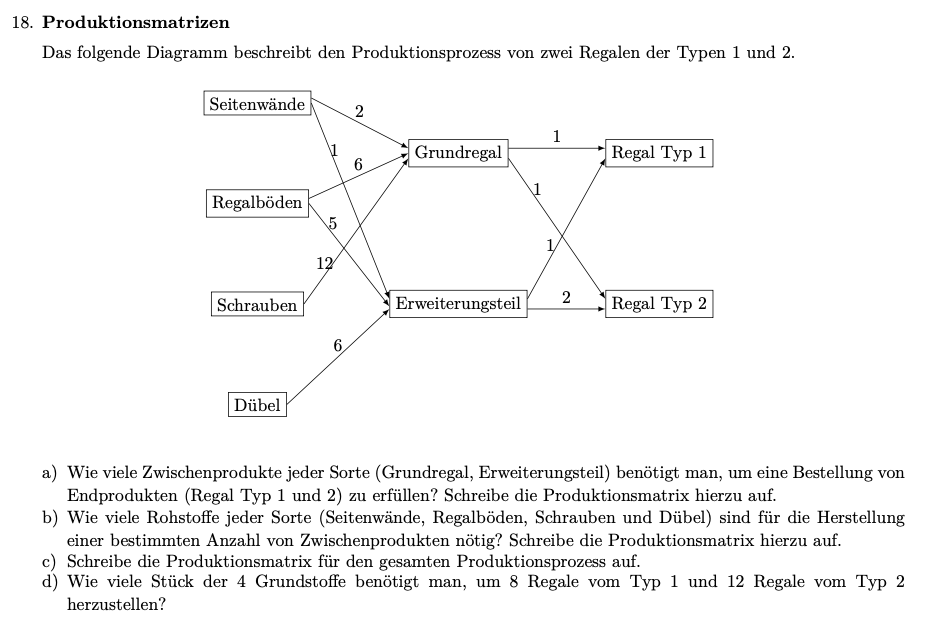 18. Produktionsmatrizen
Das folgende Diagramm beschreibt den Produktionsprozess von zwei Regalen der Typen 1 und 2.
Seitenwände
2
1
Grundregal
1
Regal Typ 1
6
Regalböden
1
5
12
1
Schrauben
Erweiterungsteil
2
Regal Typ 2
6
Dübel
a) Wie viele Zwischenprodukte jeder Sorte (Grundregal, Erweiterungsteil) benötigt man, um eine Bestellung von
Endprodukten (Regal Typ 1 und 2) zu erfüllen? Schreibe die Produktionsmatrix hierzu auf.
b) Wie viele Rohstoffe jeder Sorte (Seitenwände, Regalböden, Schrauben und Dübel) sind für die Herstellung
einer bestimmten Anzahl von Zwischenprodukten nötig? Schreibe die Produktionsmatrix hierzu auf.
c) Schreibe die Produktionsmatrix für den gesamten Produktionsprozess auf.
d) Wie viele Stück der 4 Grundstoffe benötigt man, um 8 Regale vom Typ 1 und 12 Regale vom Typ 2
herzustellen?